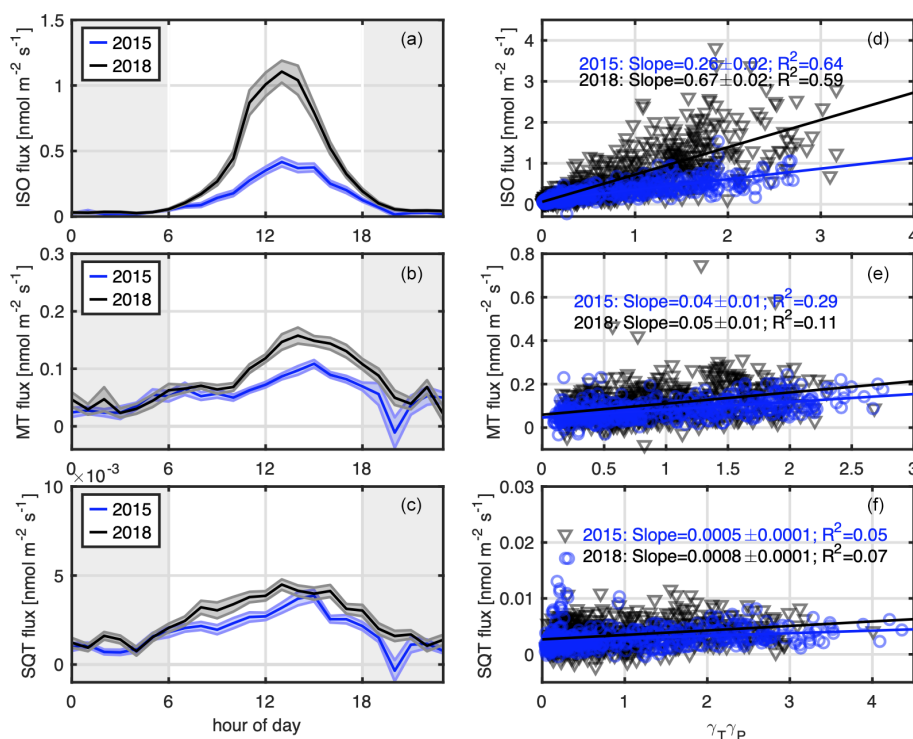 1.5
1
0.5
0
ISO flux [nmol m⁻² s⁻¹]
2015
2018
(a)
0 6 12 18
4
3
2
1
0
ISO flux [nmol m⁻² s⁻¹]
(d)
2015: Slope=0.26±0.02; R²=0.64
2018: Slope=0.67±0.02; R²=0.59
0 1 2 3 4
0.3
0.2
0.1
0
MT flux [nmol m⁻² s⁻¹]
2015
2018
(b)
0 6 12 18
0.8
0.6
0.4
0.2
0
MT flux [nmol m⁻² s⁻¹]
(e)
2015: Slope=0.04±0.01; R²=0.29
2018: Slope=0.05±0.01; R²=0.11
0 0.5 1 1.5 2 2.5 3
×10⁻³
10
5
0
SQT flux [nmol m⁻² s⁻¹]
2015
2018
(c)
0 6 12 18
hour of day
0.03
0.02
0.01
0
SQT flux [nmol m⁻² s⁻¹]
(f)
2015: Slope=0.0005±0.0001; R²=0.05
2018: Slope=0.0008±0.0001; R²=0.07
0 1 2 3 4
γ_Tγ_P